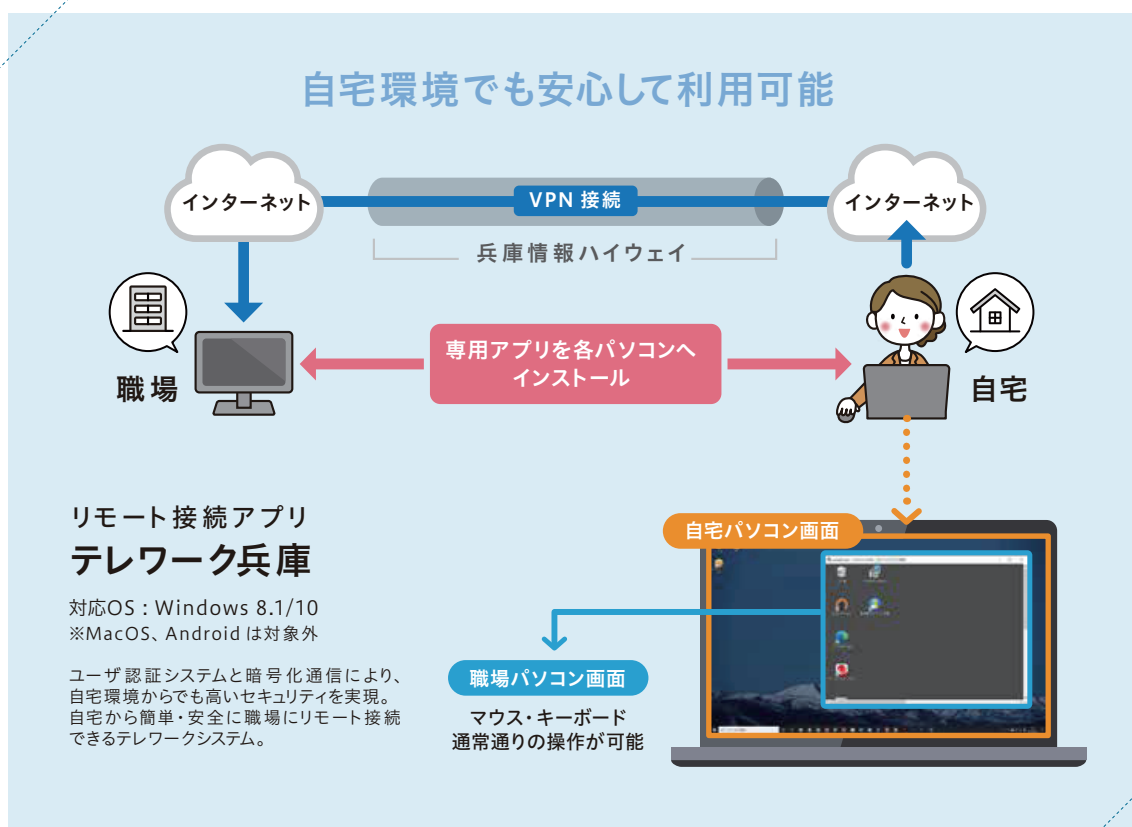 自宅環境でも安心して利用可能
インターネット
VPN 接続
インターネット
兵庫情報ハイウェイ
職場
専用アプリを各パソコンへ
インストール
自宅
リモート接続アプリ
テレワーク兵庫
対応OS：Windows 8.1/10
※MacOS、Android は対象外
ユーザ認証システムと暗号化通信により、
自宅環境からでも高いセキュリティを実現。
自宅から簡単・安全に職場にリモート接続
できるテレワークシステム。
自宅パソコン画面
職場パソコン画面
マウス・キーボード
通常通りの操作が可能